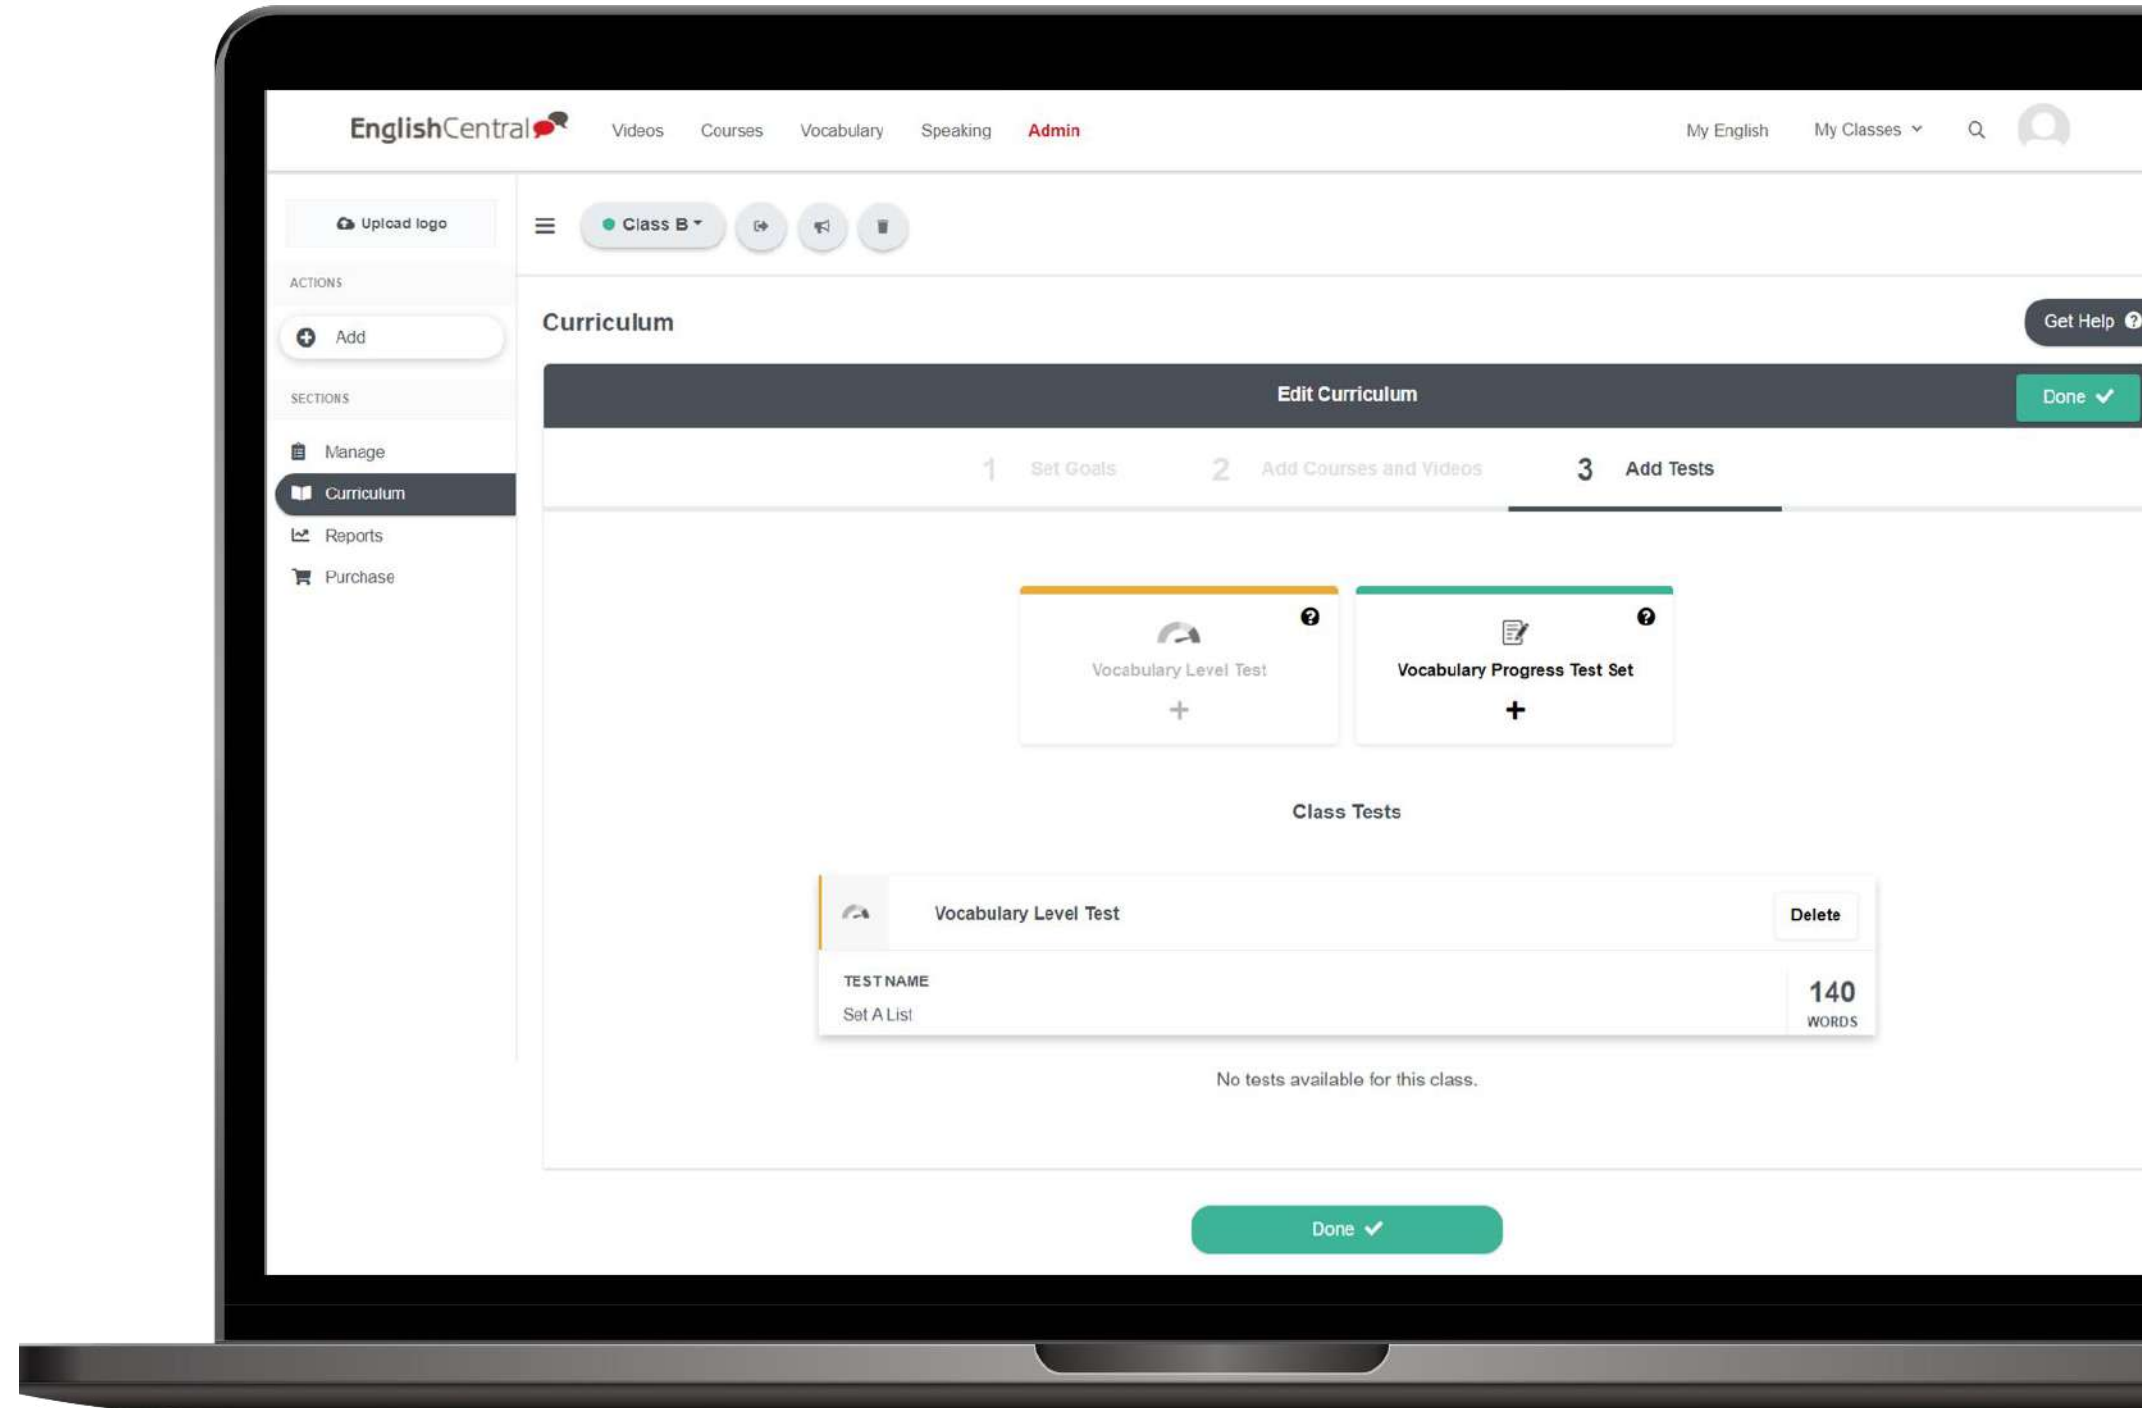 EnglishCentral Videos Courses Vocabulary Speaking Admin My English My Classes
Upload logo Class B
ACTIONS
Add
Curriculum
Get Help
SECTIONS
Edit Curriculum Done
Manage
Curriculum
Reports
Purchase
1 Set Goals 2 Add Courses and Videos 3 Add Tests
Vocabulary Level Test Vocabulary Progress Test Set
Class Tests
Vocabulary Level Test Delete
TEST NAME
Set A List
140
WORDS
No tests available for this class.
Done